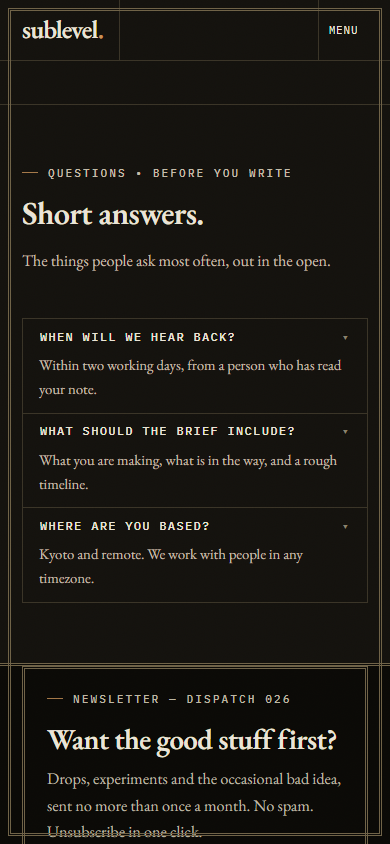 sublevel.
MENU
QUESTIONS • BEFORE YOU WRITE
Short answers.
The things people ask most often, out in the open.
WHEN WILL WE HEAR BACK?
Within two working days, from a person who has read
your note.
WHAT SHOULD THE BRIEF INCLUDE?
What you are making, what is in the way, and a rough
timeline.
WHERE ARE YOU BASED?
Kyoto and remote. We work with people in any
timezone.
NEWSLETTER — DISPATCH 026
Want the good stuff first?
Drops, experiments and the occasional bad idea,
sent no more than once a month. No spam.
Unsubscribe in one click.